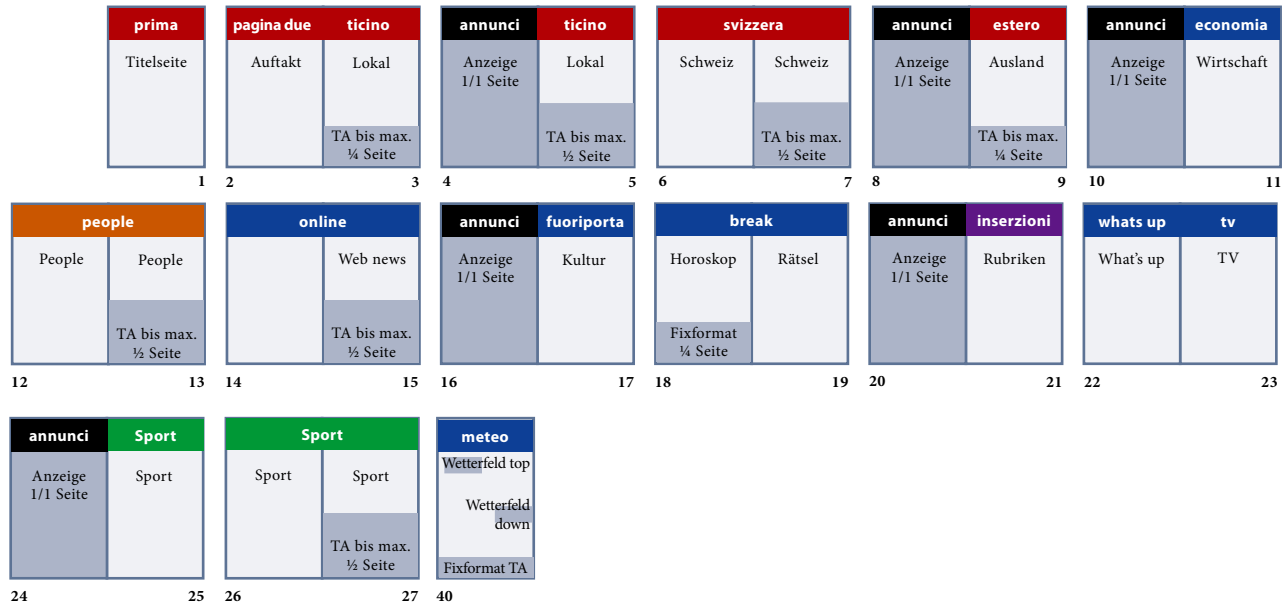 prima
pagina due ticino
annunci ticino
svizzera
annunci estero
annunci economia
Titelseite
Auftakt
Lokal
Anzeige
1/1 Seite
Lokal
Schweiz
Schweiz
Anzeige
1/1 Seite
Ausland
Anzeige
1/1 Seite
Wirtschaft
TA bis max.
¼ Seite
TA bis max.
½ Seite
TA bis max.
½ Seite
TA bis max.
¼ Seite
1
2 3
4 5
6 7
8 9
10 11
people
online
annunci fuoriporta
break
annunci inserzioni
whats up tv
People
People
Web news
Anzeige
1/1 Seite
Kultur
Horoskop
Rätsel
Anzeige
1/1 Seite
Rubriken
What's up
TV
TA bis max.
½ Seite
TA bis max.
½ Seite
Fixformat
¼ Seite
12 13
14 15
16 17
18 19
20 21
22 23
annunci Sport
Sport
meteo
Anzeige
1/1 Seite
Sport
Sport
Sport
TA bis max.
½ Seite
Wetterfeld top
Wetterfeld
down
Fixformat TA
24 25
26 27
40